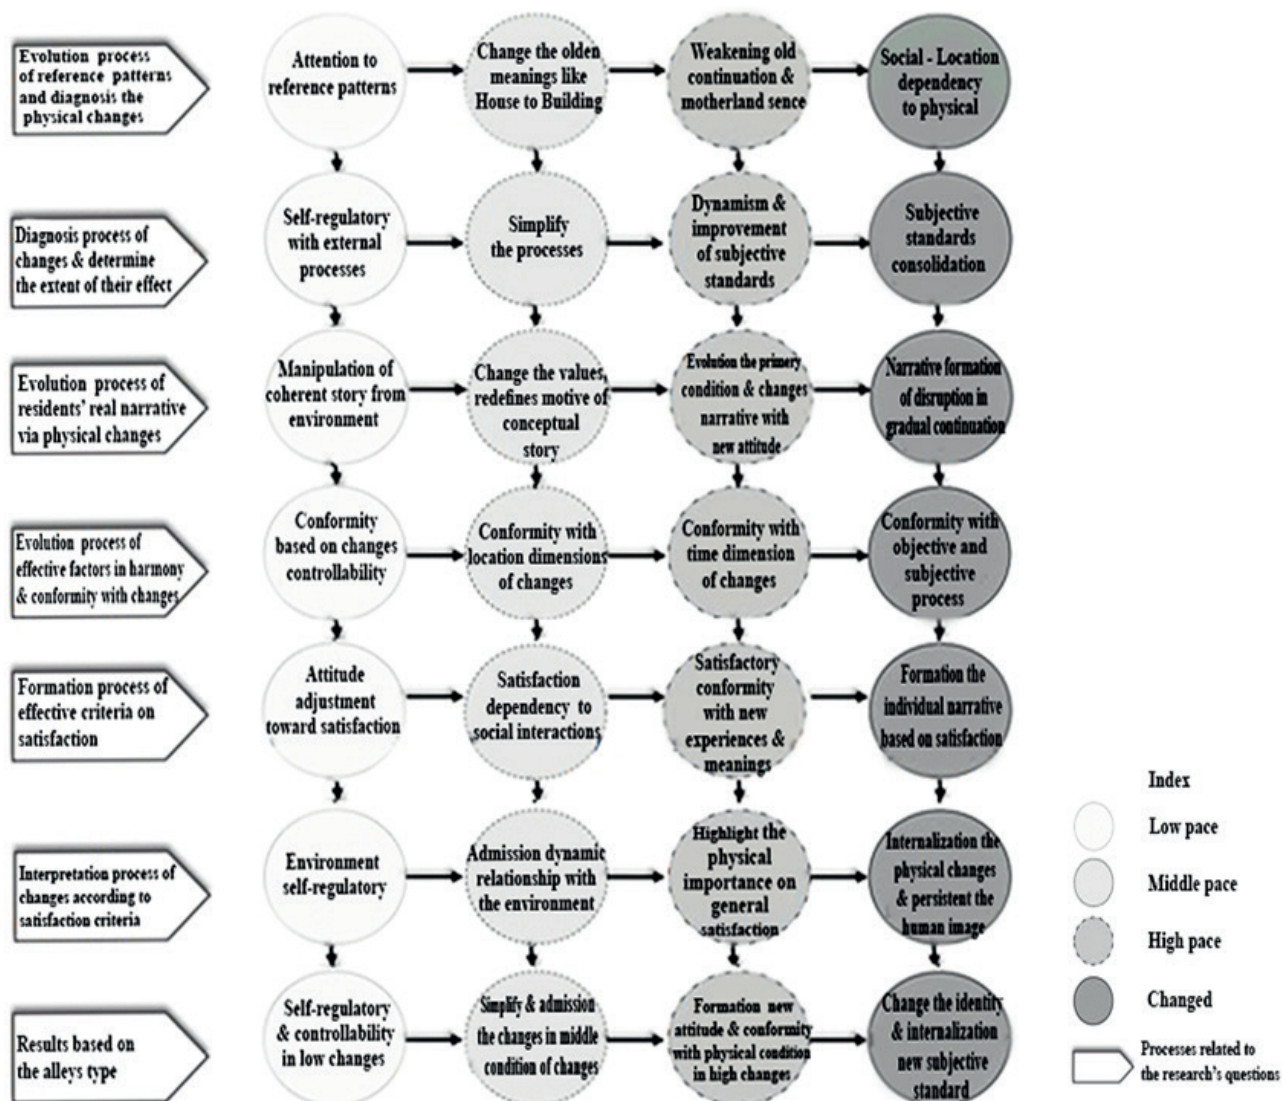 Evolution process
of reference patterns
and diagnosis the
physical changes
Attention to
reference patterns
Change the olden
meanings like
House to Building
Weakening old
continuation &
motherland sence
Social - Location
dependency
to physical
Diagnosis process of
changes & determine
the extent of their effect
Self-regulatory
with external
processes
Simplify
the processes
Dynamism &
improvement
of subjective
standards
Subjective
standards
consolidation
Evolution process of
residents' real narrative
via physical changes
Manipulation of
coherent story from
environment
Change the values,
redefines motive of
conceptual
story
Evolution the primary
condition & changes
narrative with
new attitude
Narrative formation
of disruption in
gradual continuation
Evolution process of
effective factors in harmony
& conformity with changes
Conformity
based on changes
controllability
Conformity with
location dimensions
of changes
Conformity with
time dimension
of changes
Conformity with
objective and
subjective
process
Formation process of
effective criteria on
satisfaction
Attitude
adjustment
toward satisfaction
Satisfaction
dependency to
social interactions
Satisfactory
conformity
with new
experiences &
meanings
Formation the
individual narrative
based on satisfaction
Interpretation process of
changes according to
satisfaction criteria
Environment
self-regulatory
Admission dynamic
relationship with
the environment
Highlight the
physical
importance on
general
satisfaction
Internalization the
physical changes
& persistent the
human image
Results based on
the alleys type
Self-regulatory
& controllability
in low changes
Simplify & admission
the changes in middle
condition of changes
Formation new
attitude & conformity
with physical condition
in high changes
Change the identity
& internalization
new subjective
standard
Index
Low pace
Middle pace
High pace
Changed
Processes related to
the research's questions